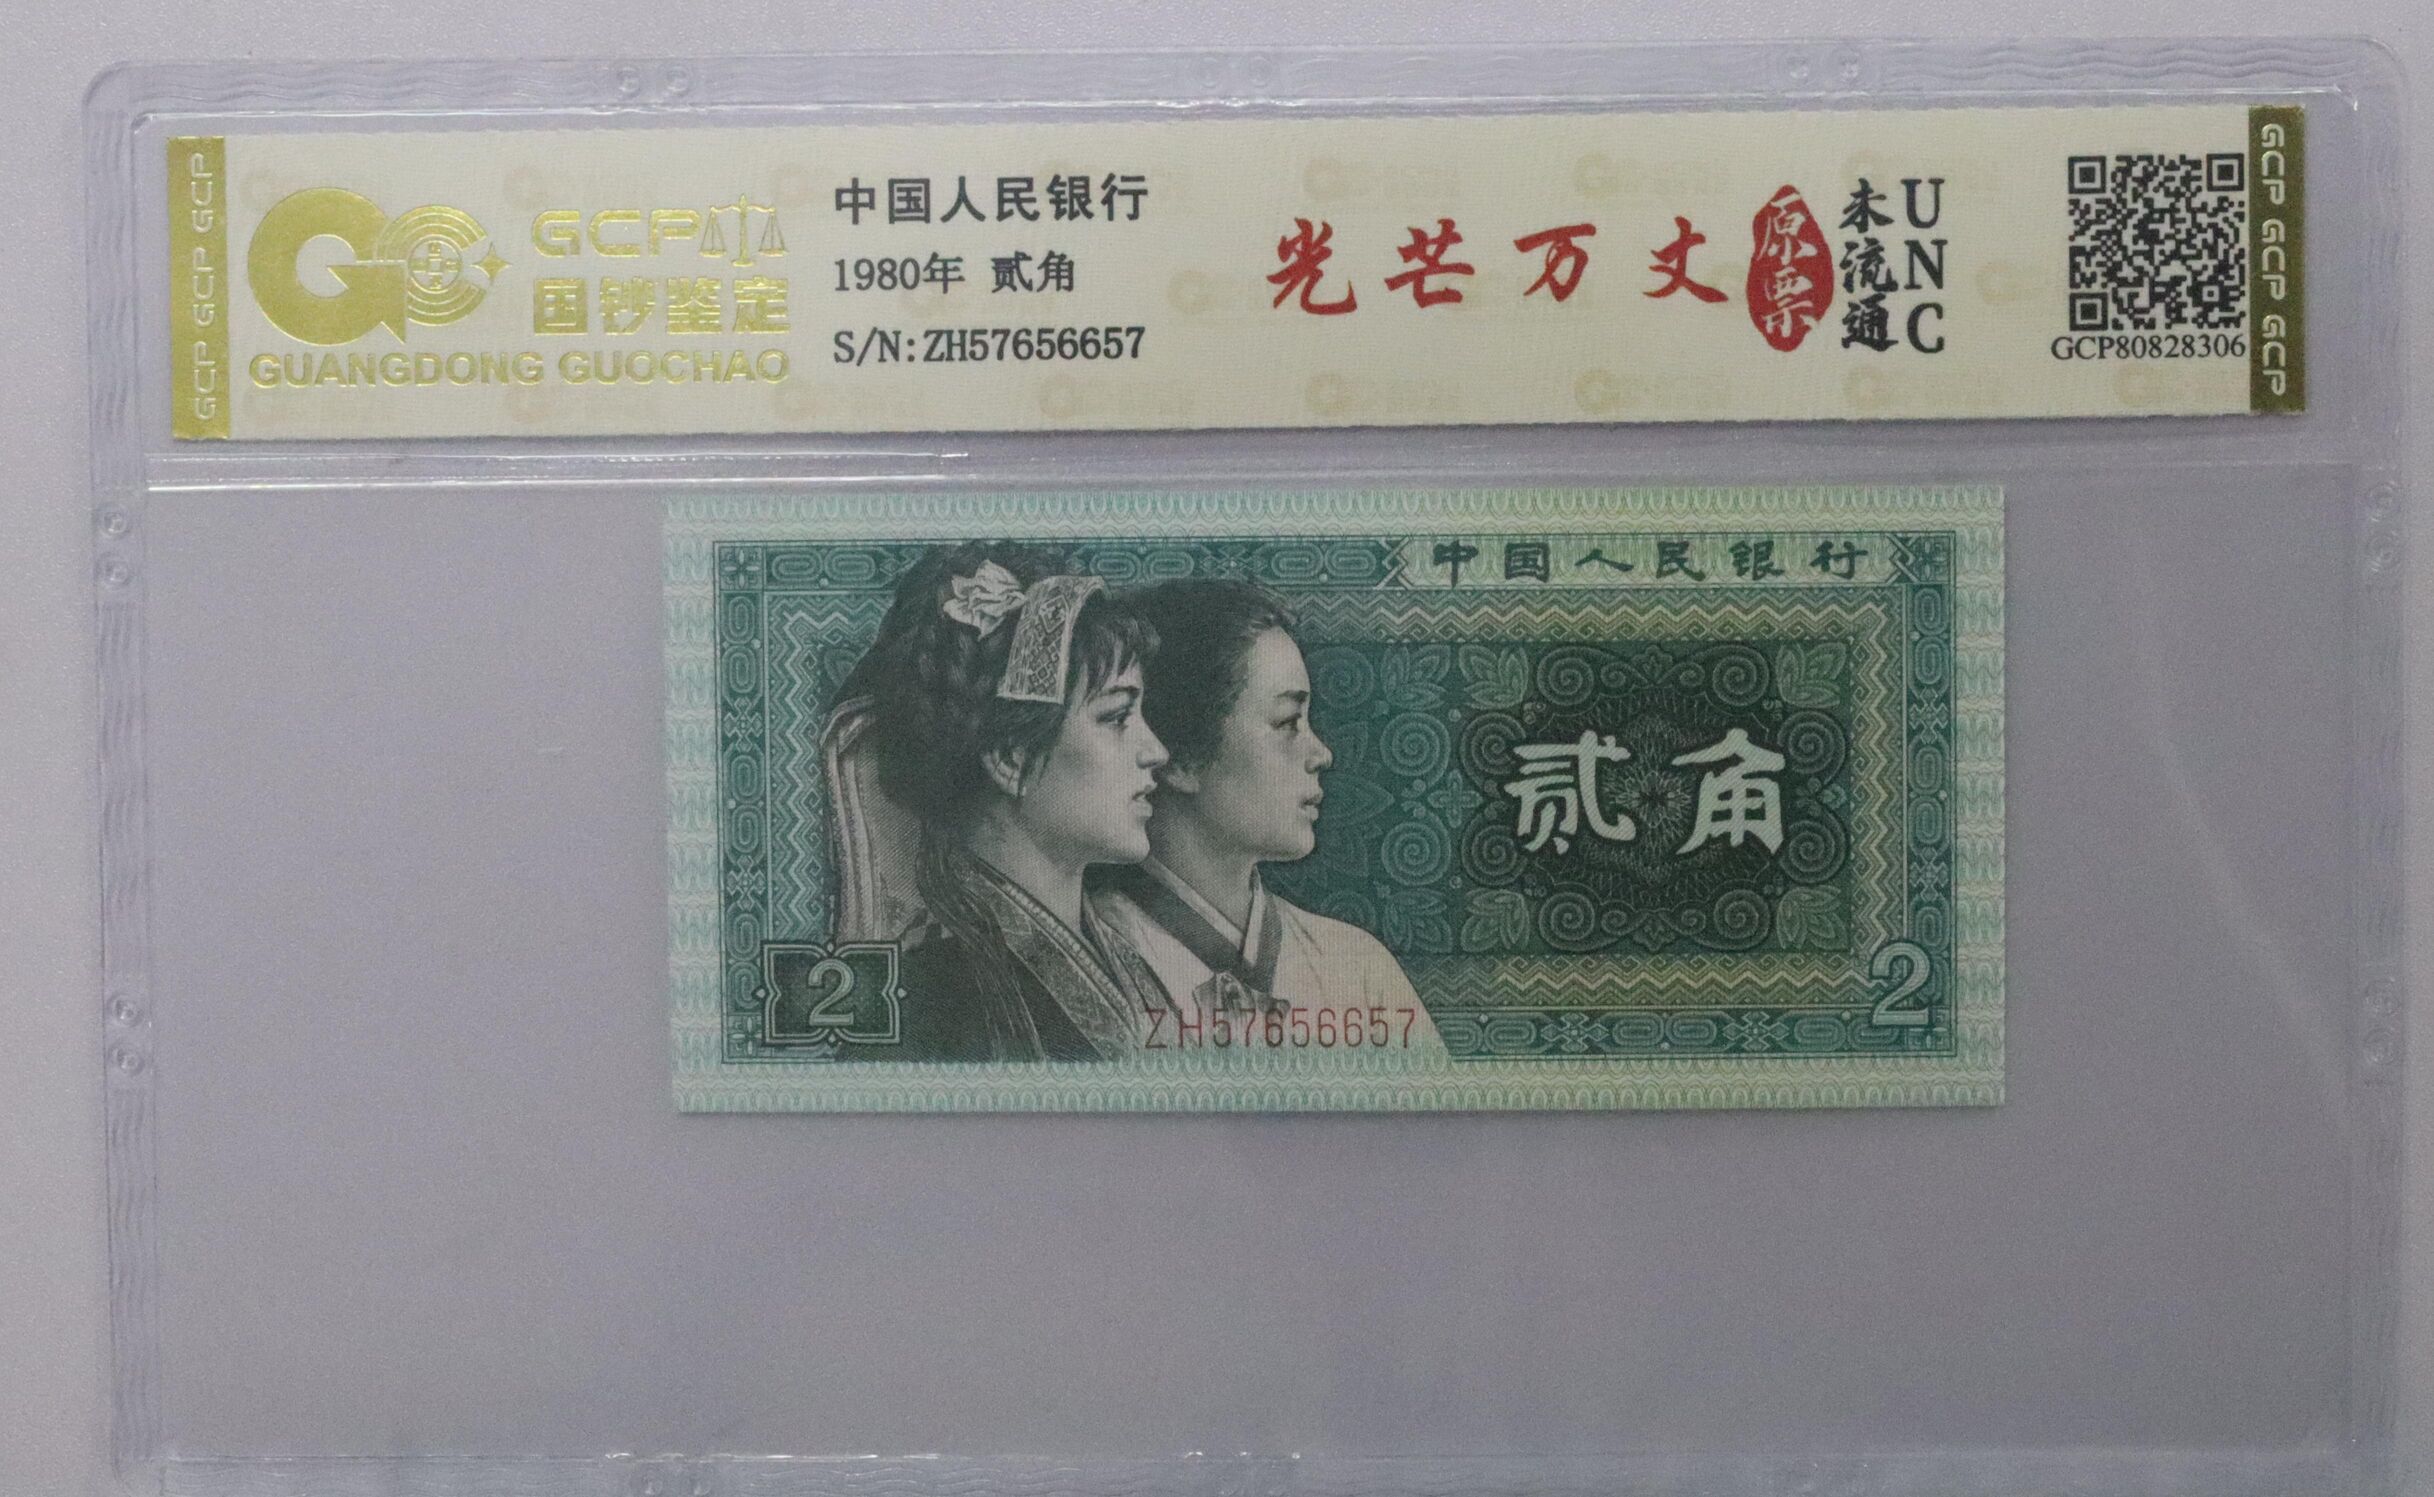 GCP GCP GCP
GCP
国钞鉴定
GUANGDONG GUOCHAO
中国人民银行
1980年 贰角
S/N:ZH57656657
光芒万丈
原票
未流通
UNC
GCP80828306
GCP GCP GCP
中国人民银行
贰角
2
2
ZH57656657